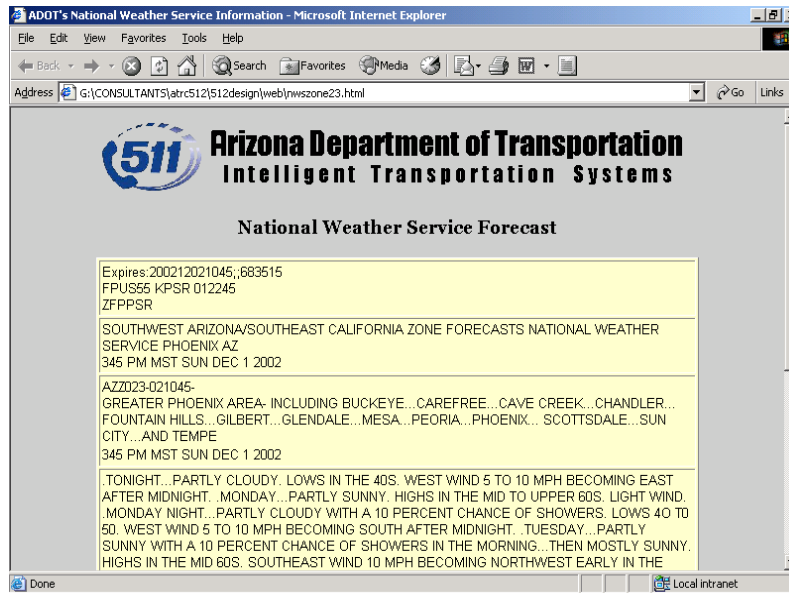 ADOT's National Weather Service Information - Microsoft Internet Explorer
File Edit View Favorites Tools Help
Back Search Favorites Media
Address G:\CONSULTANTS\atrc512\512design\web\nwszone23.html Go Links
511 Arizona Department of Transportation
Intelligent Transportation Systems
National Weather Service Forecast
Expires:200212021045;;683515
FPUS55 KPSR 012245
ZFPPSR
SOUTHWEST ARIZONA/SOUTHEAST CALIFORNIA ZONE FORECASTS NATIONAL WEATHER
SERVICE PHOENIX AZ
345 PM MST SUN DEC 1 2002
AZZ023-021045-
GREATER PHOENIX AREA- INCLUDING BUCKEYE...CAREFREE...CAVE CREEK...CHANDLER...
FOUNTAIN HILLS...GILBERT...GLENDALE...MESA...PEORIA...PHOENIX... SCOTTSDALE...SUN
CITY...AND TEMPE
345 PM MST SUN DEC 1 2002
.TONIGHT...PARTLY CLOUDY. LOWS IN THE 40S. WEST WIND 5 TO 10 MPH BECOMING EAST
AFTER MIDNIGHT. .MONDAY...PARTLY SUNNY. HIGHS IN THE MID TO UPPER 60S. LIGHT WIND.
.MONDAY NIGHT...PARTLY CLOUDY WITH A 10 PERCENT CHANCE OF SHOWERS. LOWS 4O TO
50. WEST WIND 5 TO 10 MPH BECOMING SOUTH AFTER MIDNIGHT. .TUESDAY...PARTLY
SUNNY WITH A 10 PERCENT CHANCE OF SHOWERS IN THE MORNING...THEN MOSTLY SUNNY.
HIGHS IN THE MID 60S. SOUTHEAST WIND 10 MPH BECOMING NORTHWEST EARLY IN THE
Done Local intranet